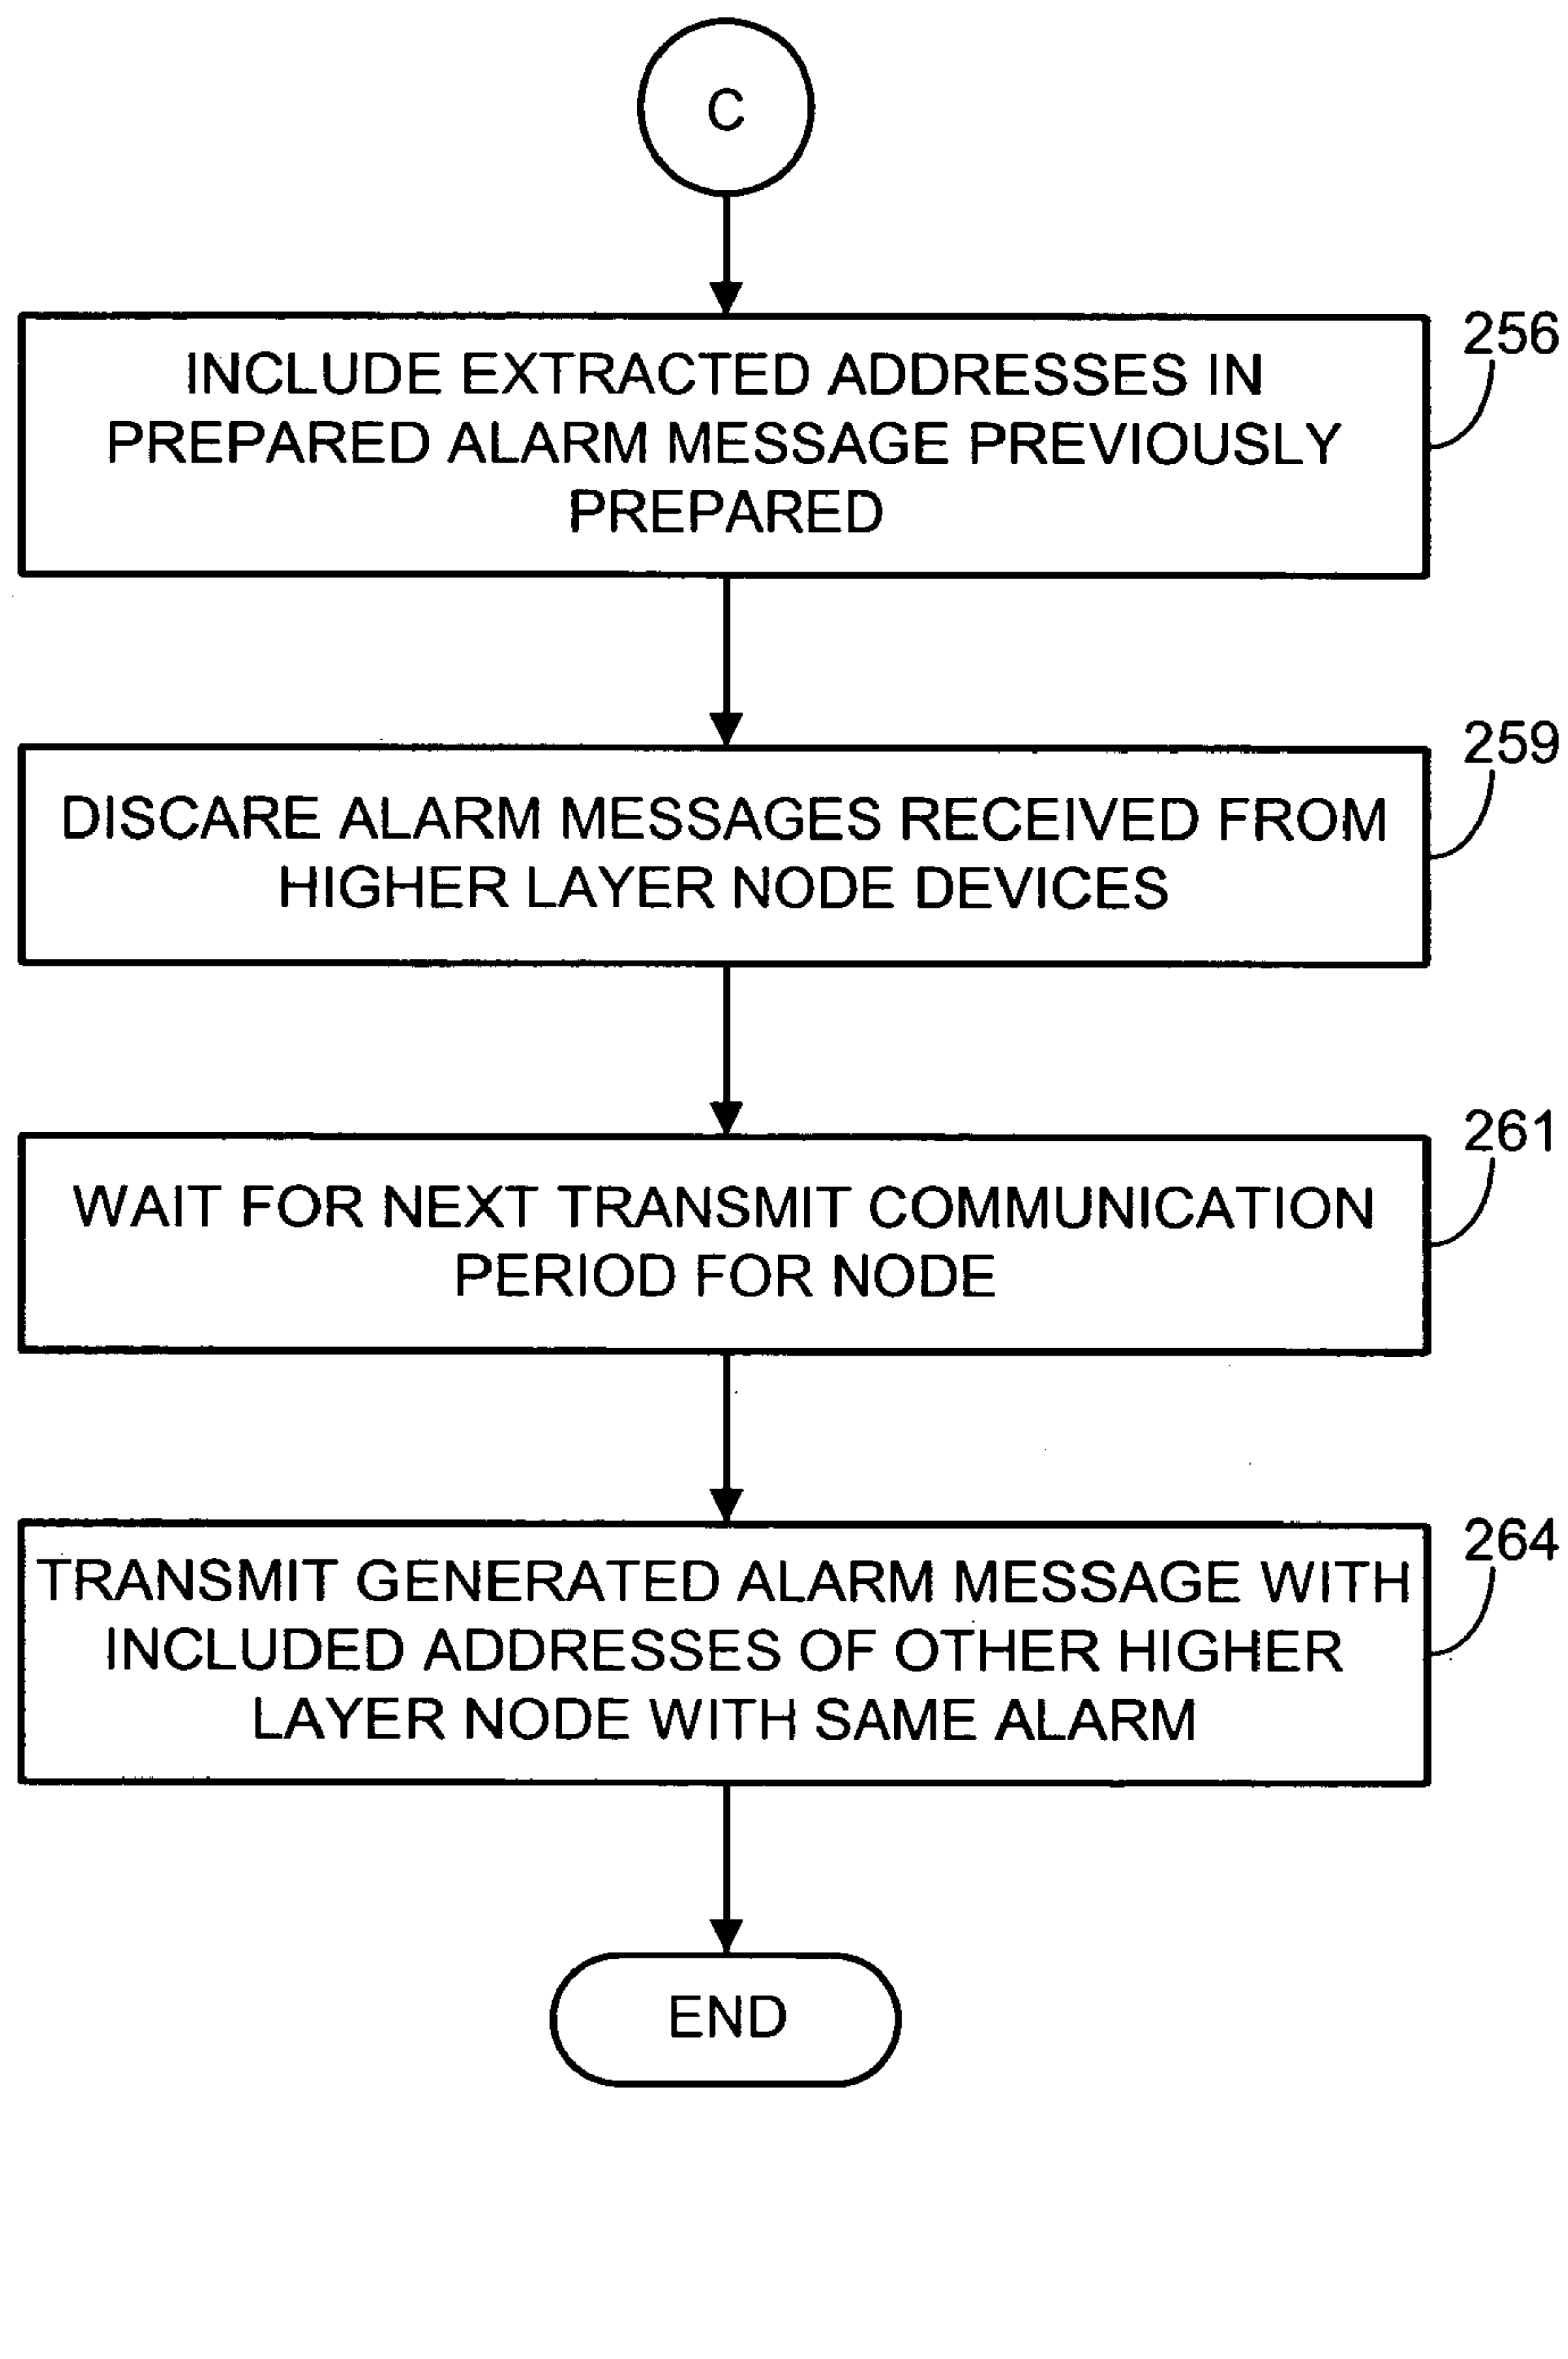 C
256
INCLUDE EXTRACTED ADDRESSES IN
PREPARED ALARM MESSAGE PREVIOUSLY
PREPARED
259
DISCARE ALARM MESSAGES RECEIVED FROM
HIGHER LAYER NODE DEVICES
261
WAIT FOR NEXT TRANSMIT COMMUNICATION
PERIOD FOR NODE
264
TRANSMIT GENERATED ALARM MESSAGE WITH
INCLUDED ADDRESSES OF OTHER HIGHER
LAYER NODE WITH SAME ALARM
END